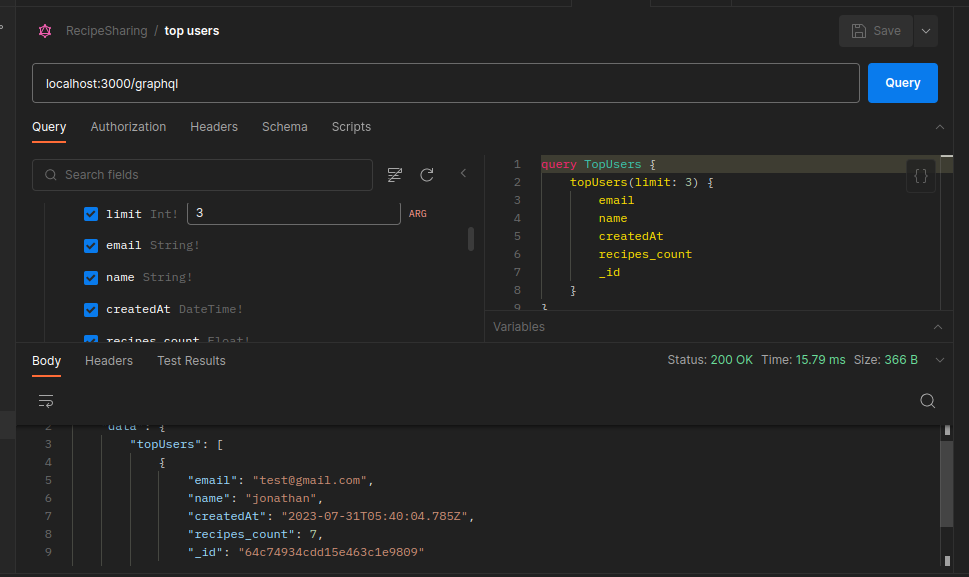 RecipeSharing / top users
Save
localhost:3000/graphql
Query
Query Authorization Headers Schema Scripts
Search fields
limit Int! 3 ARG
email String!
name String!
createdAt DateTime!
recipes_count Float!
1 query TopUsers {
2 topUsers(limit: 3) {
3 email
4 name
5 createdAt
6 recipes_count
7 _id
8 }
9 }
{}
Variables
Body Headers Test Results
Status: 200 OK Time: 15.79 ms Size: 366 B
2 "data": {
3 "topUsers": [
4 {
5 "email": "test@gmail.com",
6 "name": "jonathan",
7 "createdAt": "2023-07-31T05:40:04.785Z",
8 "recipes_count": 7,
9 "_id": "64c74934cdd15e463c1e9809"